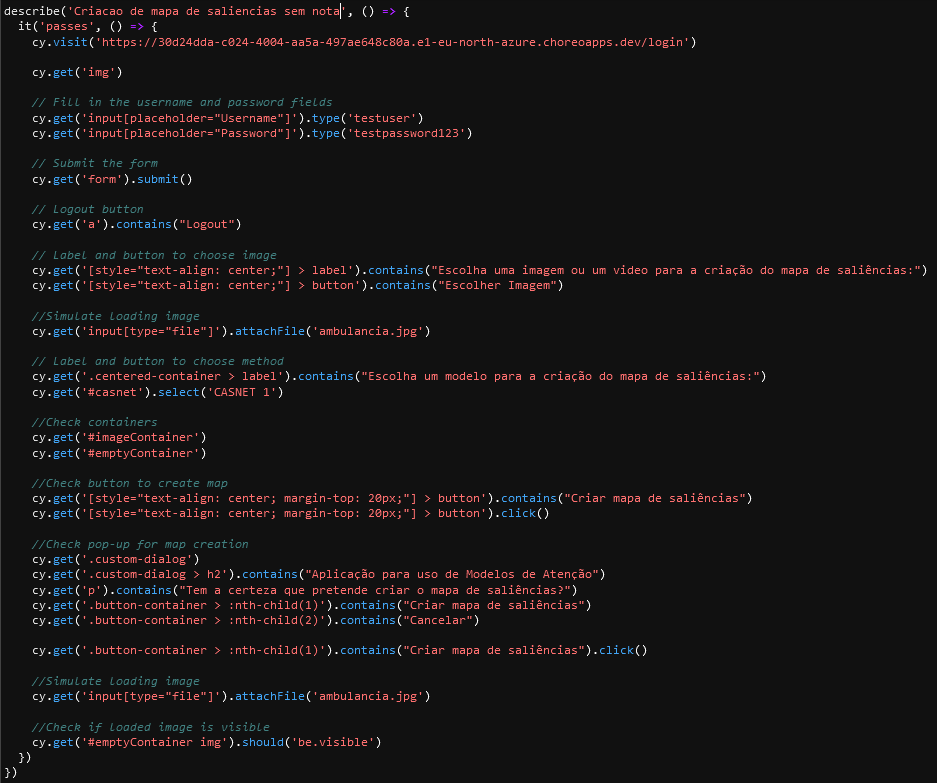 describe('Criacao de mapa de saliencias sem nota', () => {
  it('passes', () => {
    cy.visit('https://30d24dda-c024-4004-aa5a-497ae648c80a.e1-eu-north-azure.choreoapps.dev/login')

    cy.get('img')

    // Fill in the username and password fields
    cy.get('input[placeholder="Username"]').type('testuser')
    cy.get('input[placeholder="Password"]').type('testpassword123')

    // Submit the form
    cy.get('form').submit()

    // Logout button
    cy.get('a').contains("Logout")

    // Label and button to choose image
    cy.get('[style="text-align: center;"] > label').contains("Escolha uma imagem ou um video para a criação do mapa de saliências:")
    cy.get('[style="text-align: center;"] > button').contains("Escolher Imagem")

    //Simulate loading image
    cy.get('input[type="file"]').attachFile('ambulancia.jpg')

    // Label and button to choose method
    cy.get('.centered-container > label').contains("Escolha um modelo para a criação do mapa de saliências:")
    cy.get('#casnet').select('CASNET 1')

    //Check containers
    cy.get('#imageContainer')
    cy.get('#emptyContainer')

    //Check button to create map
    cy.get('[style="text-align: center; margin-top: 20px;"] > button').contains("Criar mapa de saliências")
    cy.get('[style="text-align: center; margin-top: 20px;"] > button').click()

    //Check pop-up for map creation
    cy.get('.custom-dialog')
    cy.get('.custom-dialog > h2').contains("Aplicação para uso de Modelos de Atenção")
    cy.get('p').contains("Tem a certeza que pretende criar o mapa de saliências?")
    cy.get('.button-container > :nth-child(1)').contains("Criar mapa de saliências")
    cy.get('.button-container > :nth-child(2)').contains("Cancelar")

    cy.get('.button-container > :nth-child(1)').contains("Criar mapa de saliências").click()

    //Simulate loading image
    cy.get('input[type="file"]').attachFile('ambulancia.jpg')

    //Check if loaded image is visible
    cy.get('#emptyContainer img').should('be.visible')
  })
})